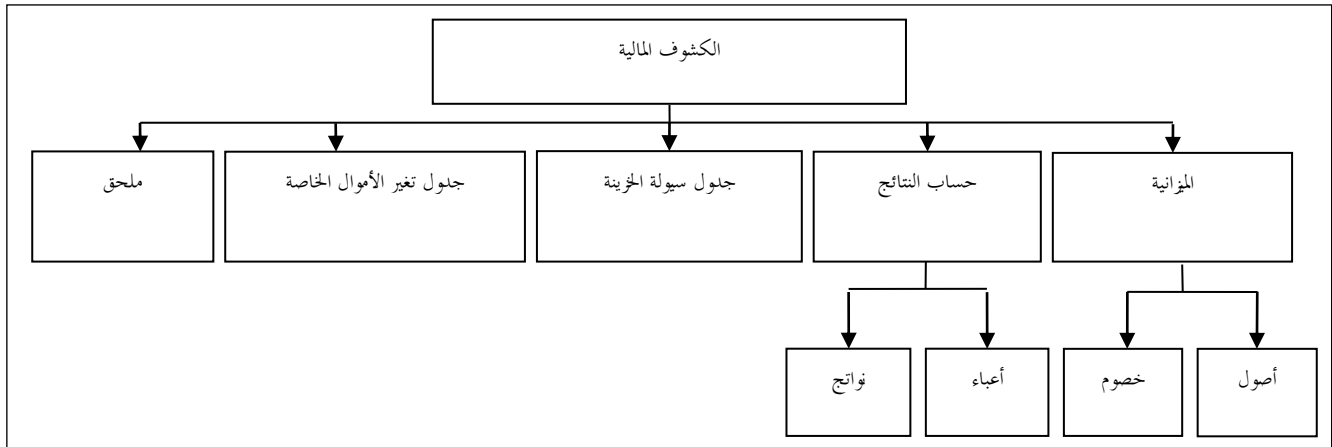 الكشوف المالية
الميزانية
حساب النتائج
جدول سيولة الخزينة
جدول تغير الأموال الخاصة
ملحق
أصول
خصوم
أعباء
نواتج